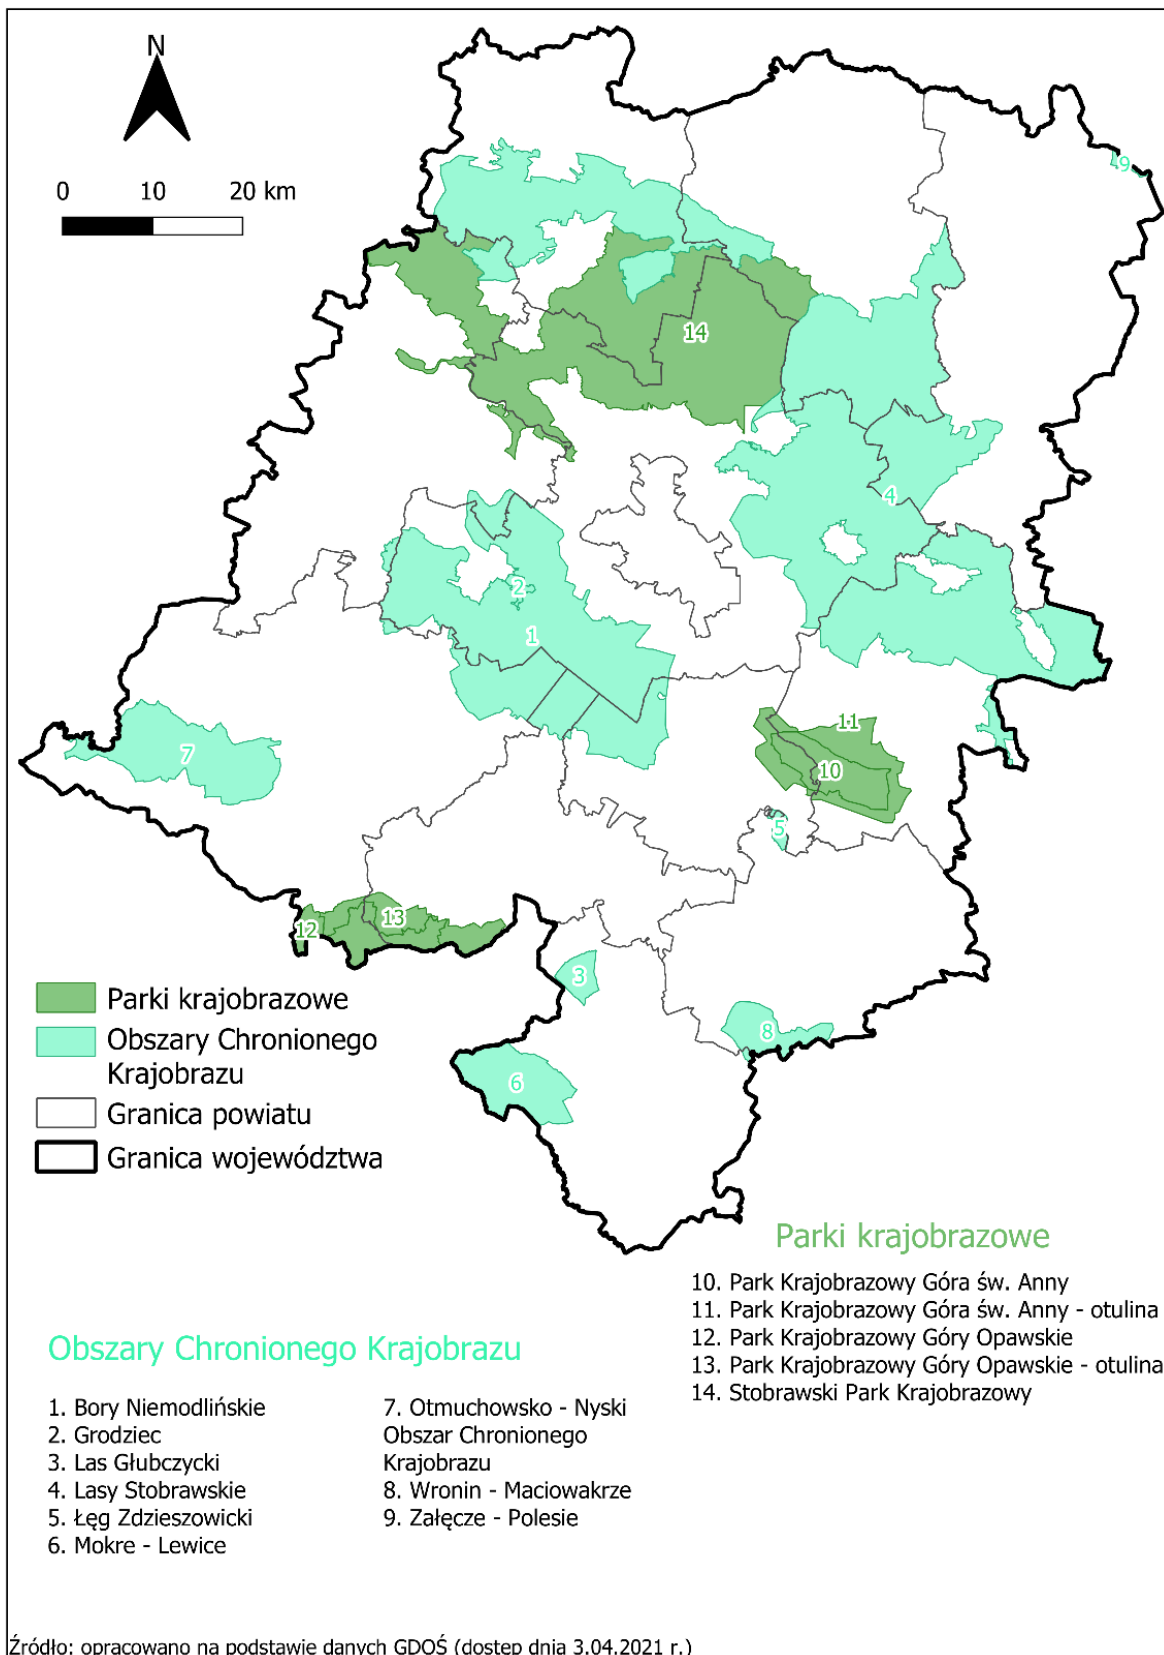 N
0 10 20 km
9
14
4
2
1
11
7
10
5
13
12
3
8
6
Parki krajobrazowe
Obszary Chronionego
Krajobrazu
Granica powiatu
Granica województwa
Parki krajobrazowe
10. Park Krajobrazowy Góra św. Anny
11. Park Krajobrazowy Góra św. Anny - otulina
12. Park Krajobrazowy Góry Opawskie
13. Park Krajobrazowy Góry Opawskie - otulina
14. Stobrawski Park Krajobrazowy
Obszary Chronionego Krajobrazu
1. Bory Niemodlińskie
2. Grodziec
3. Las Głubczycki
4. Lasy Stobrawskie
5. Łęg Zdzieszowicki
6. Mokre - Lewice
7. Otmuchowsko - Nyski
Obszar Chronionego
Krajobrazu
8. Wronin - Maciowakrze
9. Załęcze - Polesie
Źródło: opracowano na podstawie danych GDOŚ (dostęp dnia 3.04.2021 r.)